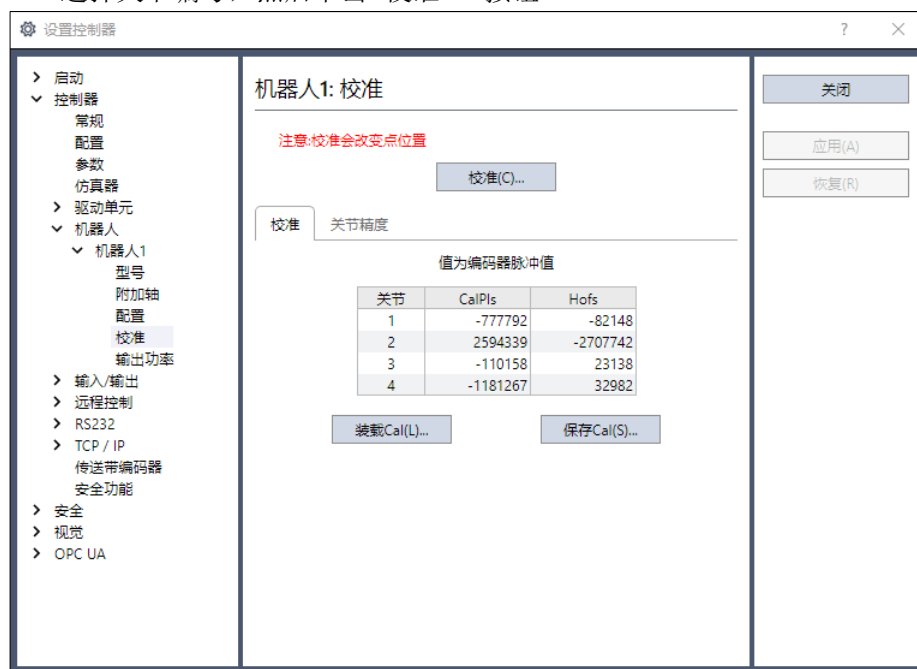 设置控制器 ?
启动
控制器
常规
配置
参数
仿真器
驱动单元
机器人
机器人1
型号
附加轴
配置
校准
输出功率
输入/输出
远程控制
RS232
TCP / IP
传送带编码器
安全功能
安全
视觉
OPC UA
机器人1: 校准
注意:校准会改变点位置
校准(C)...
校准 关节精度
值为编码器脉冲值
关节 CalPls Hofs
1 -777792 -82148
2 2594339 -2707742
3 -110158 23138
4 -1181267 32982
装载Cal(L)... 保存Cal(S)...
关闭
应用(A)
恢复(R)